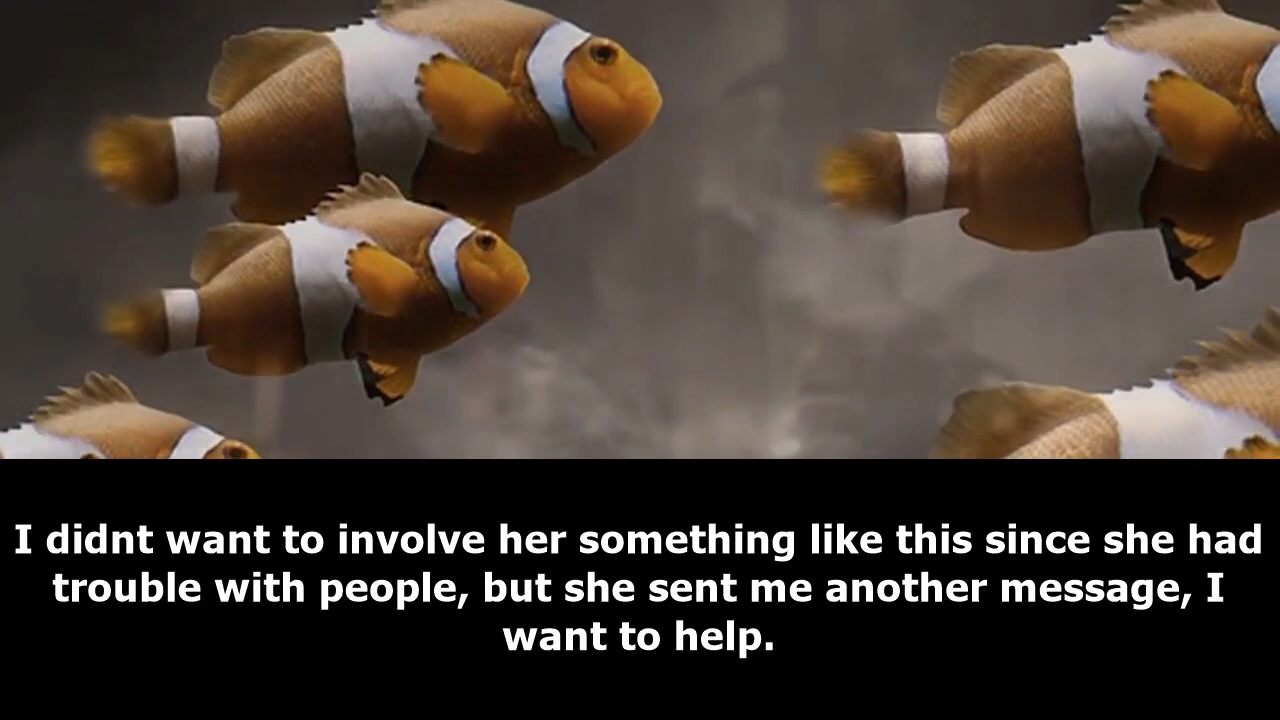 I didnt want to involve her something like this since she had
trouble with people, but she sent me another message, I
want to help.